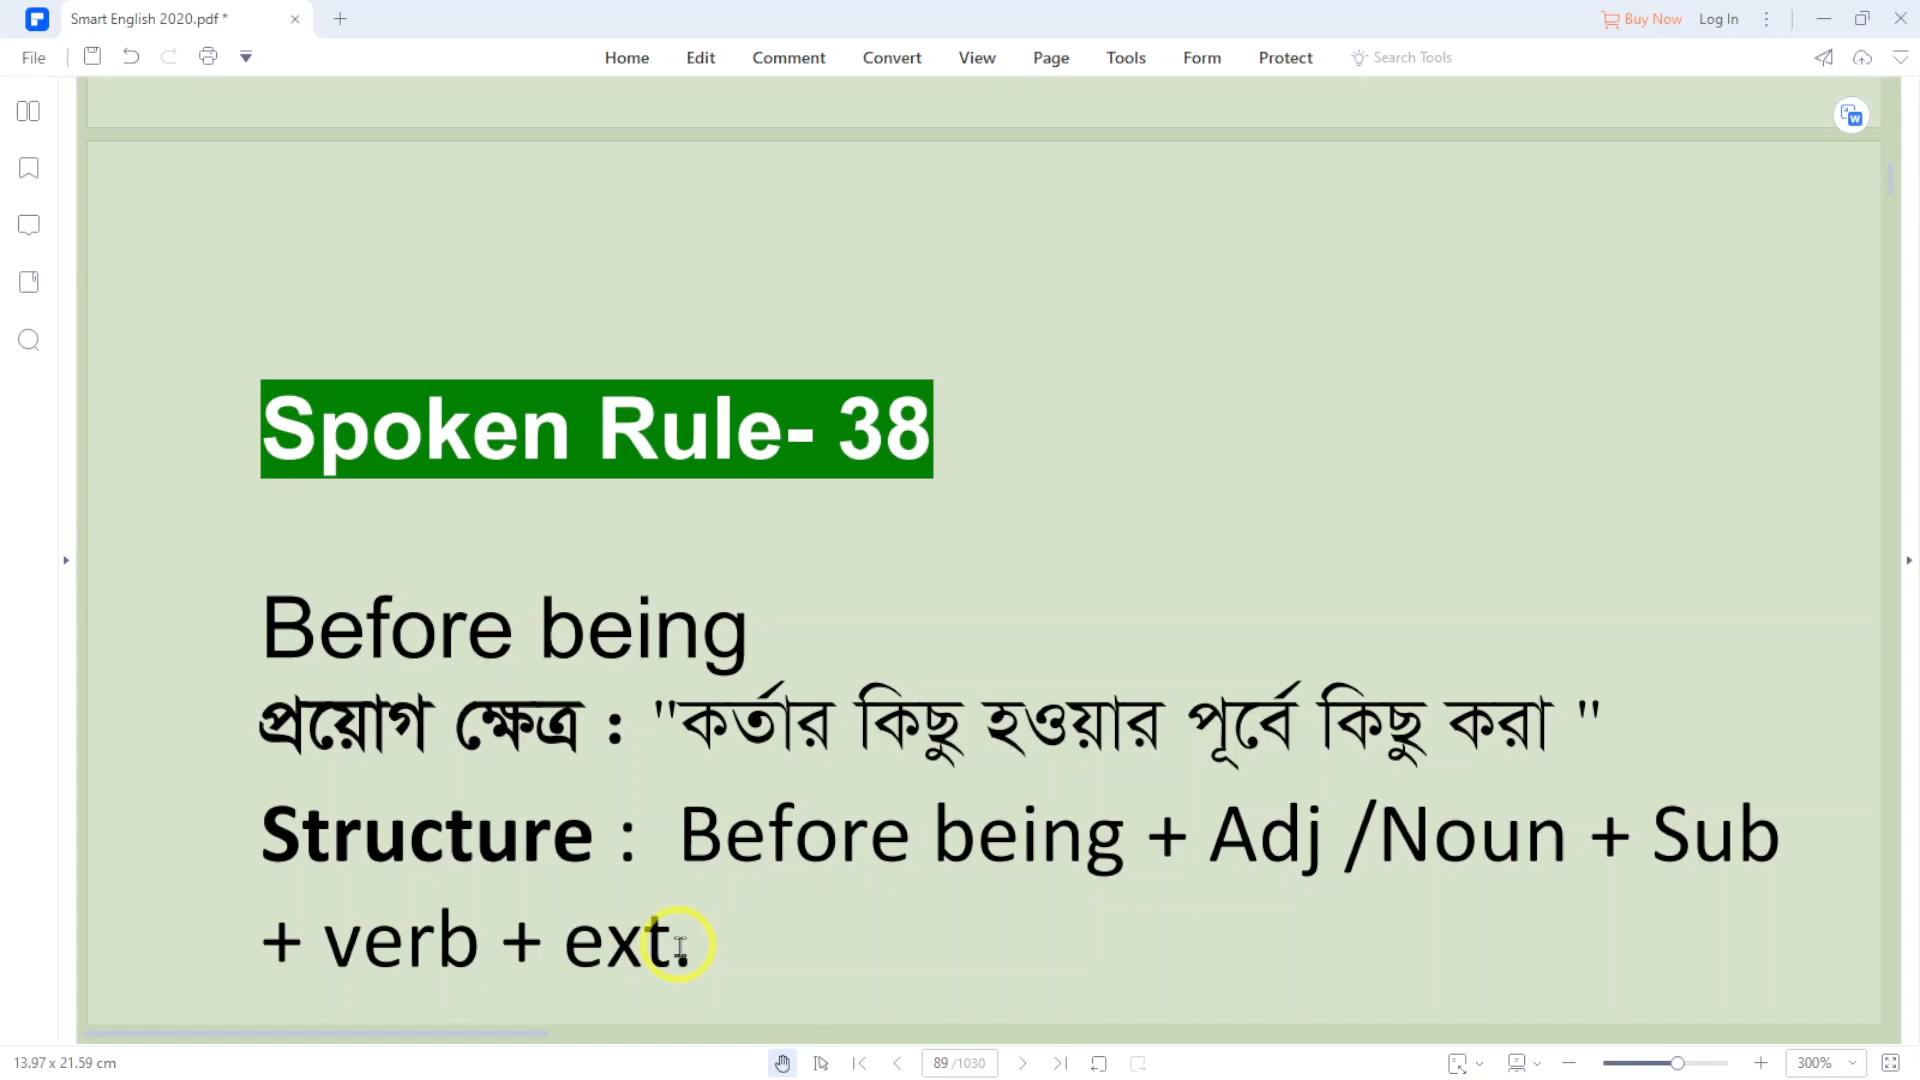 Smart English 2020.pdf *
Buy Now Log In
File Home Edit Comment Convert View Page Tools Form Protect Search Tools
Spoken Rule- 38
Before being
প্রয়োগ ক্ষেত্র : "কর্তার কিছু হওয়ার পূর্বে কিছু করা "
Structure : Before being + Adj /Noun + Sub
+ verb + ext.
13.97 x 21.59 cm 89 /1030 300%